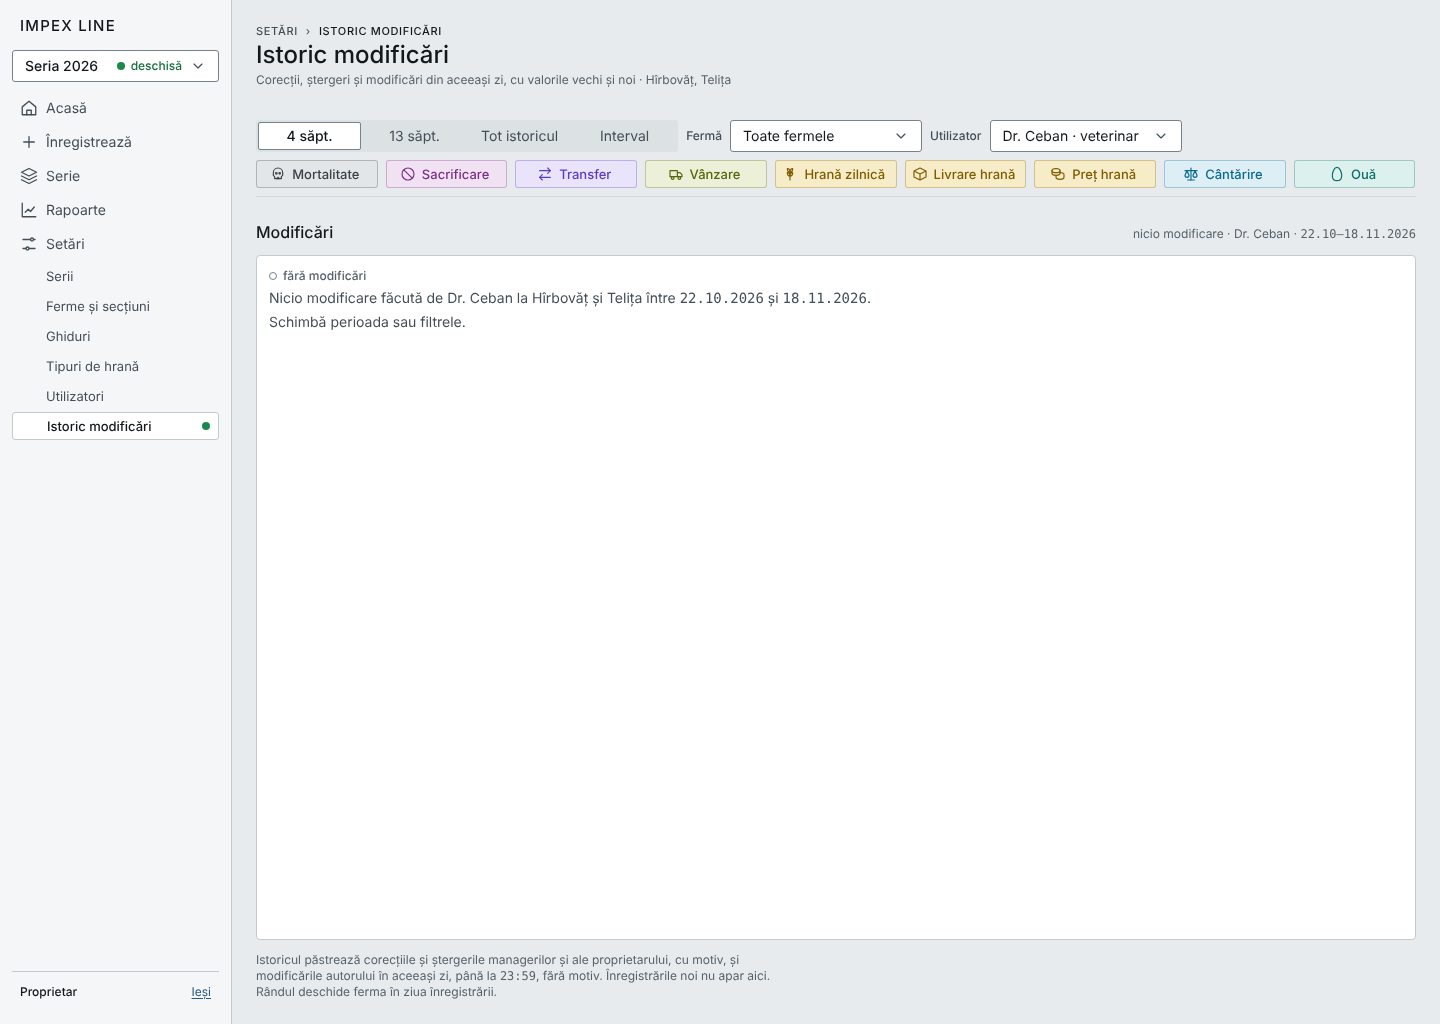 IMPEX LINE
Seria 2026 deschisă
Acasă
Înregistrează
Serie
Rapoarte
Setări
Serii
Ferme și secțiuni
Ghiduri
Tipuri de hrană
Utilizatori
Istoric modificări
Proprietar Ieși
SETĂRI › ISTORIC MODIFICĂRI
Istoric modificări
Corecții, ștergeri și modificări din aceeași zi, cu valorile vechi și noi · Hîrbovăț, Telița
4 săpt. 13 săpt. Tot istoricul Interval Fermă Toate fermele Utilizator Dr. Ceban · veterinar
Mortalitate Sacrificare Transfer Vânzare Hrană zilnică Livrare hrană Preț hrană Cântărire Ouă
Modificări nicio modificare · Dr. Ceban · 22.10–18.11.2026
fără modificări
Nicio modificare făcută de Dr. Ceban la Hîrbovăț și Telița între 22.10.2026 și 18.11.2026.
Schimbă perioada sau filtrele.
Istoricul păstrează corecțiile și ștergerile managerilor și ale proprietarului, cu motiv, și
modificările autorului în aceeași zi, până la 23:59, fără motiv. Înregistrările noi nu apar aici.
Rândul deschide ferma în ziua înregistrării.